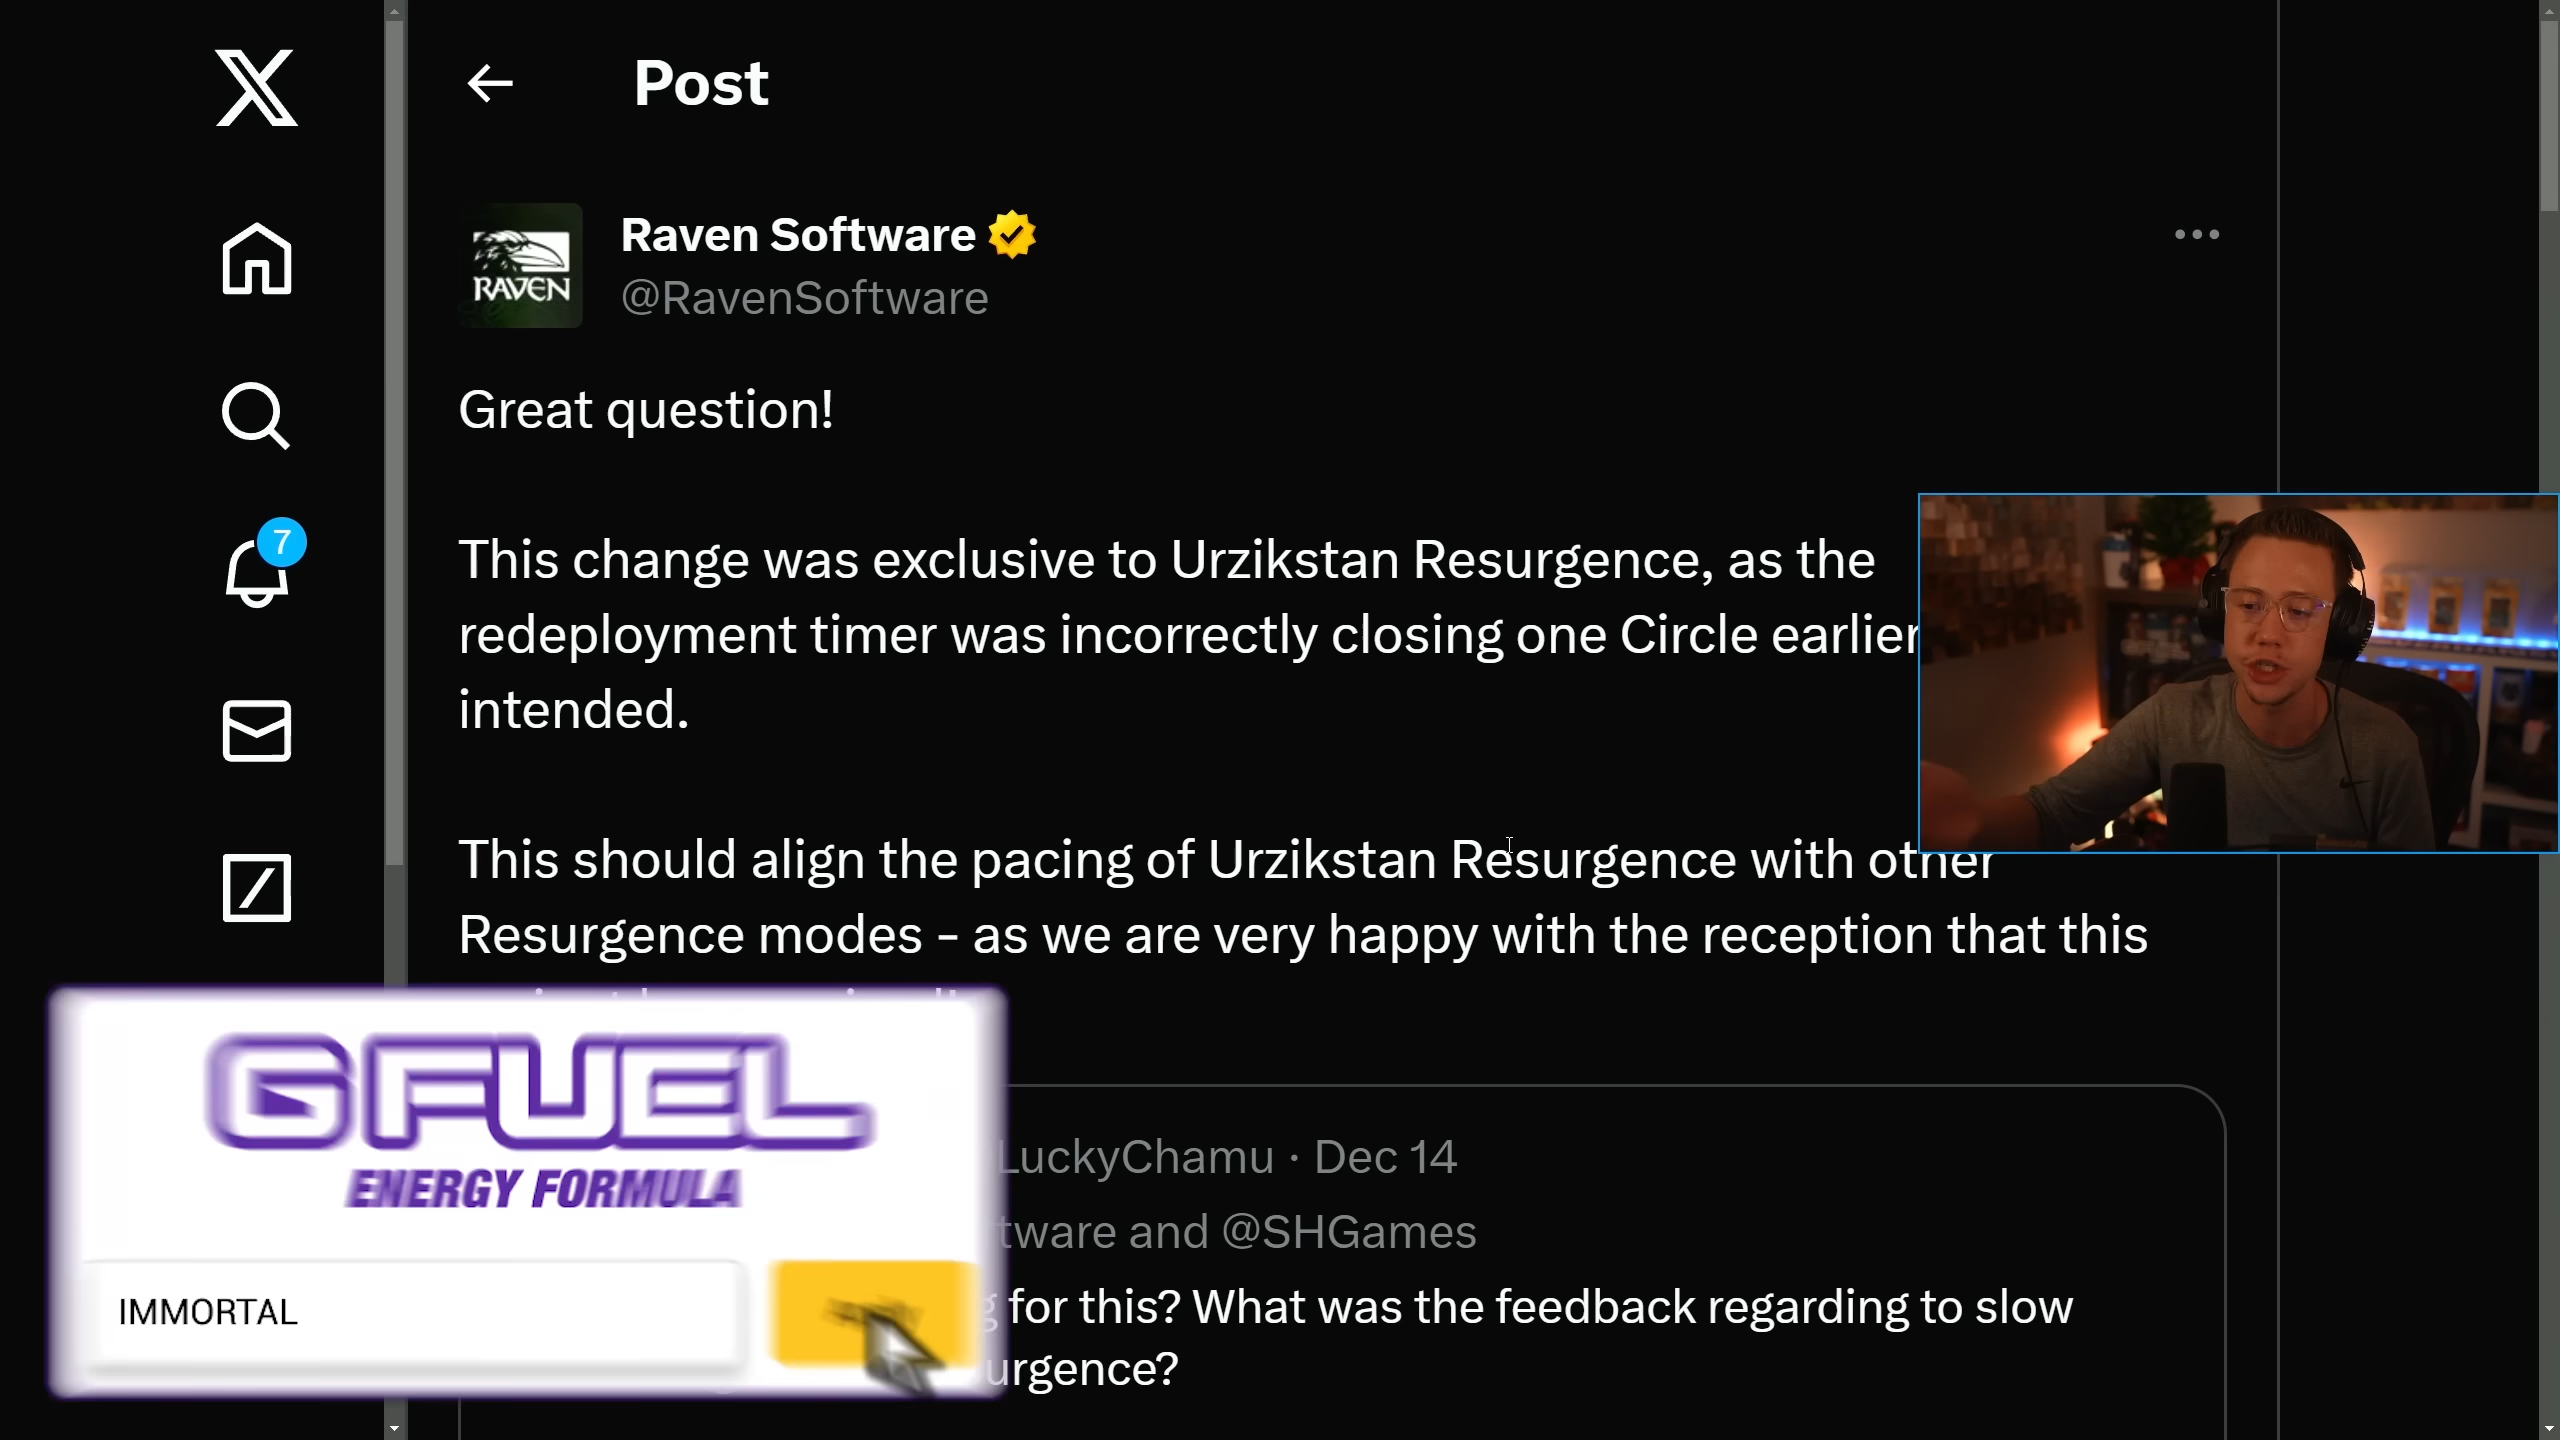 Post
Raven Software
@RavenSoftware
RAVEN
Great question!
This change was exclusive to Urzikstan Resurgence, as the
redeployment timer was incorrectly closing one Circle earlier
intended.
7
This should align the pacing of Urzikstan Resurgence with other
Resurgence modes - as we are very happy with the reception that this
G FUEL
ENERGY FORMULA
IMMORTAL
LuckyChamu · Dec 14
and @SHGames
for this? What was the feedback regarding to slow